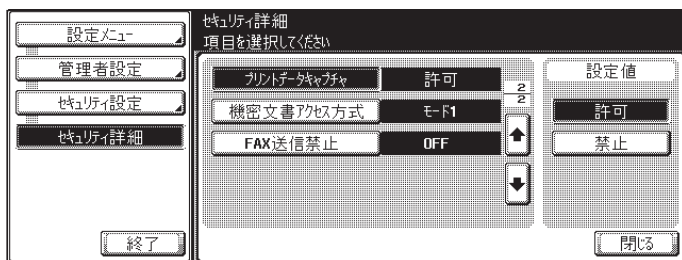 設定メニュー
管理者設定
セキュリティ設定
セキュリティ詳細
終了
セキュリティ詳細
項目を選択してください
プリントデータキャプチャ 許可
機密文書アクセス方式 モード1
FAX送信禁止 OFF
2
2
設定値
許可
禁止
閉じる